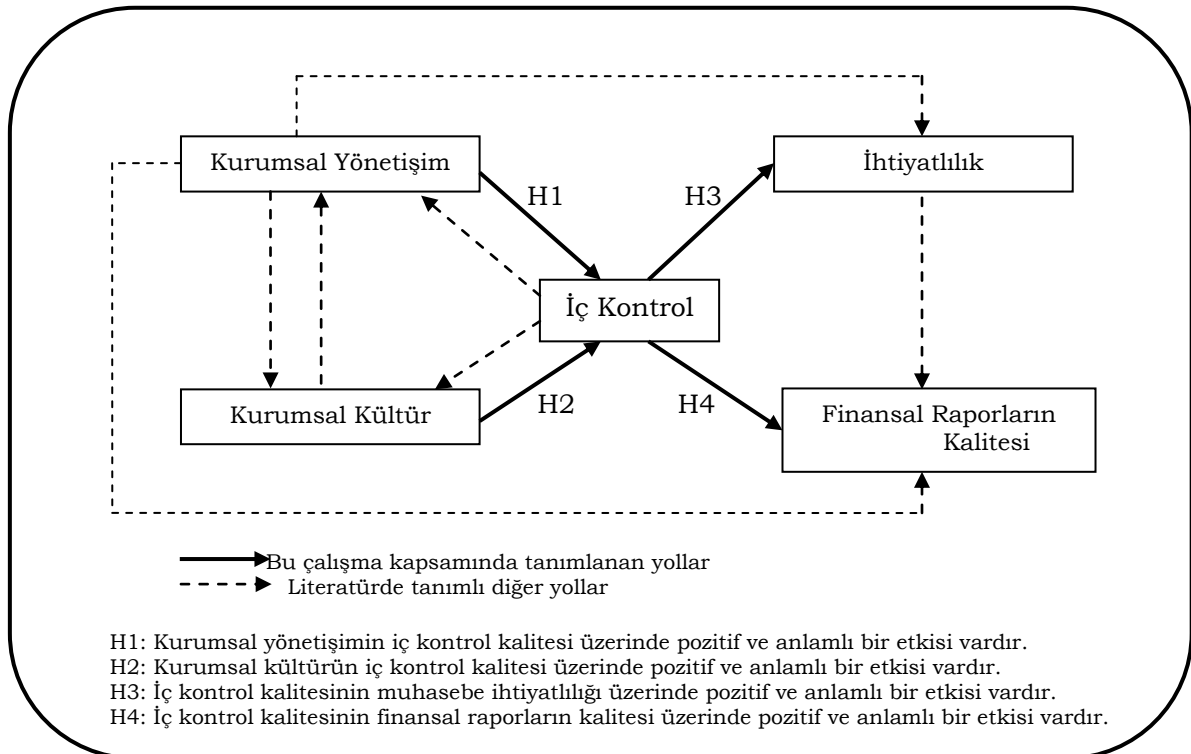 Kurumsal Yönetişim
İhtiyatlılık
H1
H3
İç Kontrol
H2
H4
Kurumsal Kültür
Finansal Raporların
Kalitesi
Bu çalışma kapsamında tanımlanan yollar
Literatürde tanımlı diğer yollar
H1: Kurumsal yönetişimin iç kontrol kalitesi üzerinde pozitif ve anlamlı bir etkisi vardır.
H2: Kurumsal kültürün iç kontrol kalitesi üzerinde pozitif ve anlamlı bir etkisi vardır.
H3: İç kontrol kalitesinin muhasebe ihtiyatlılığı üzerinde pozitif ve anlamlı bir etkisi vardır.
H4: İç kontrol kalitesinin finansal raporların kalitesi üzerinde pozitif ve anlamlı bir etkisi vardır.